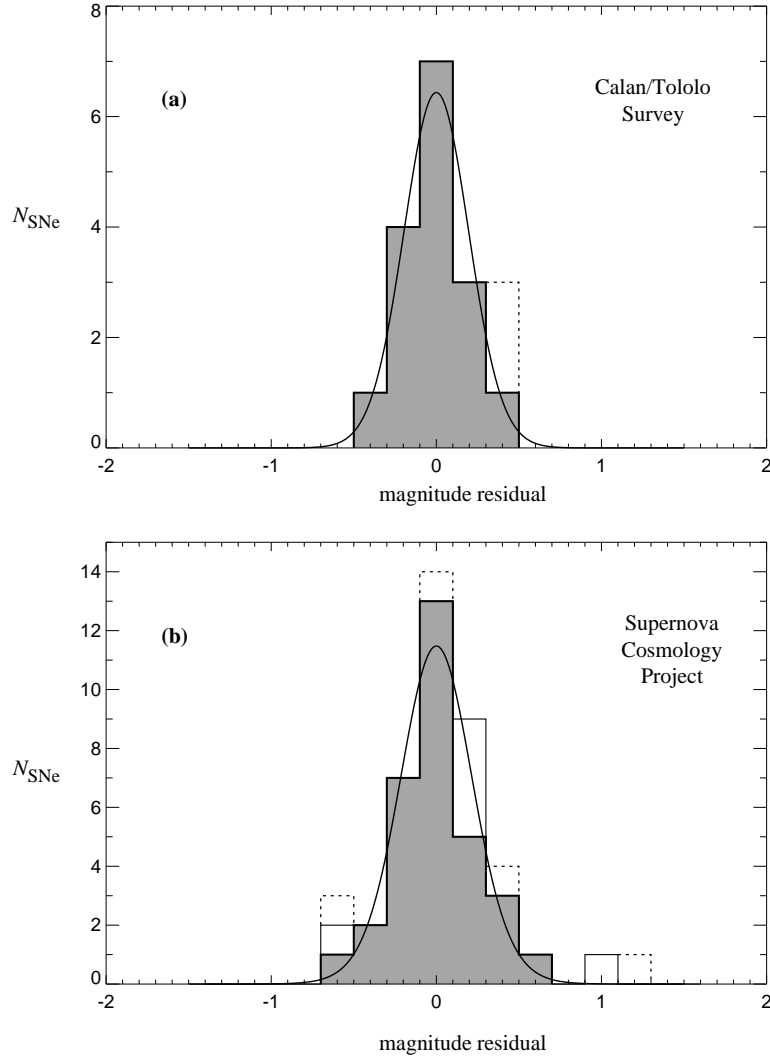 8
6
4
2
0
N_SNe
(a)
Calan/Tololo
Survey
-2 -1 0 1 2
magnitude residual
14
12
10
8
6
4
2
0
N_SNe
(b)
Supernova
Cosmology
Project
-2 -1 0 1 2
magnitude residual